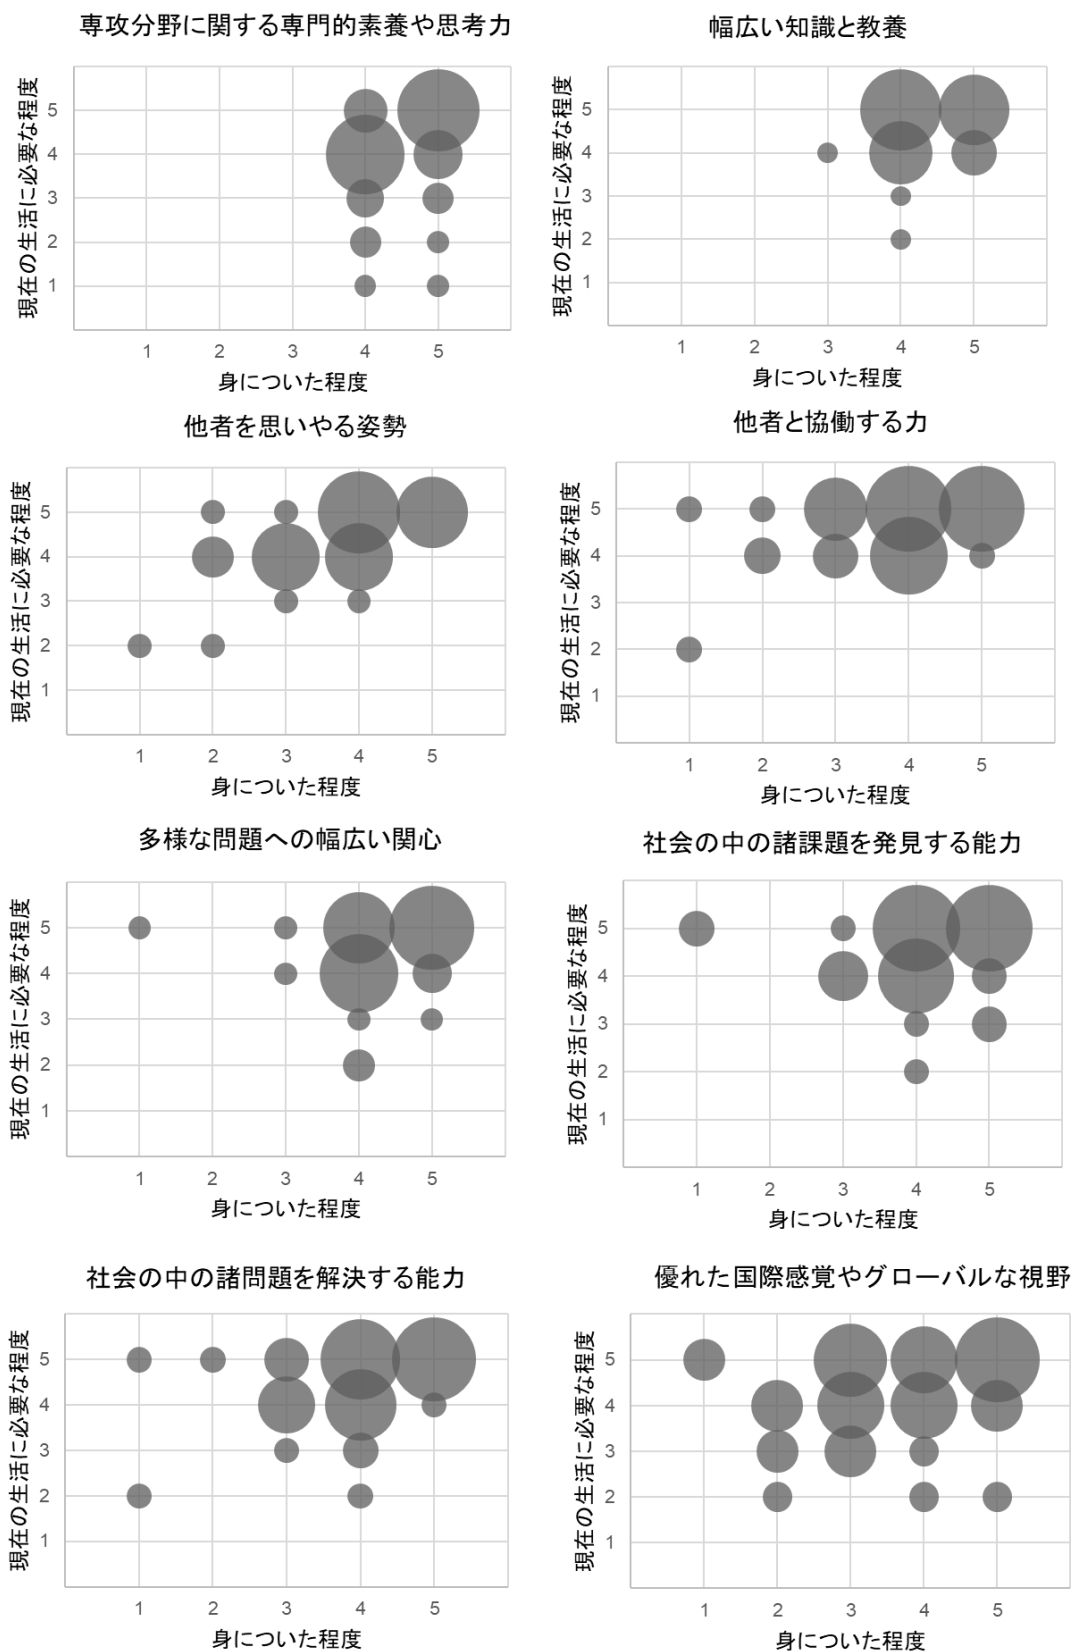 専攻分野に関する専門的素養や思考力
現在の生活に必要な程度
5
4
3
2
1
1 2 3 4 5
身についた程度
幅広い知識と教養
現在の生活に必要な程度
5
4
3
2
1
1 2 3 4 5
身についた程度
他者を思いやる姿勢
現在の生活に必要な程度
5
4
3
2
1
1 2 3 4 5
身についた程度
他者と協働する力
現在の生活に必要な程度
5
4
3
2
1
1 2 3 4 5
身についた程度
多様な問題への幅広い関心
現在の生活に必要な程度
5
4
3
2
1
1 2 3 4 5
身についた程度
社会の中の諸課題を発見する能力
現在の生活に必要な程度
5
4
3
2
1
1 2 3 4 5
身についた程度
社会の中の諸問題を解決する能力
現在の生活に必要な程度
5
4
3
2
1
1 2 3 4 5
身についた程度
優れた国際感覚やグローバルな視野
現在の生活に必要な程度
5
4
3
2
1
1 2 3 4 5
身についた程度